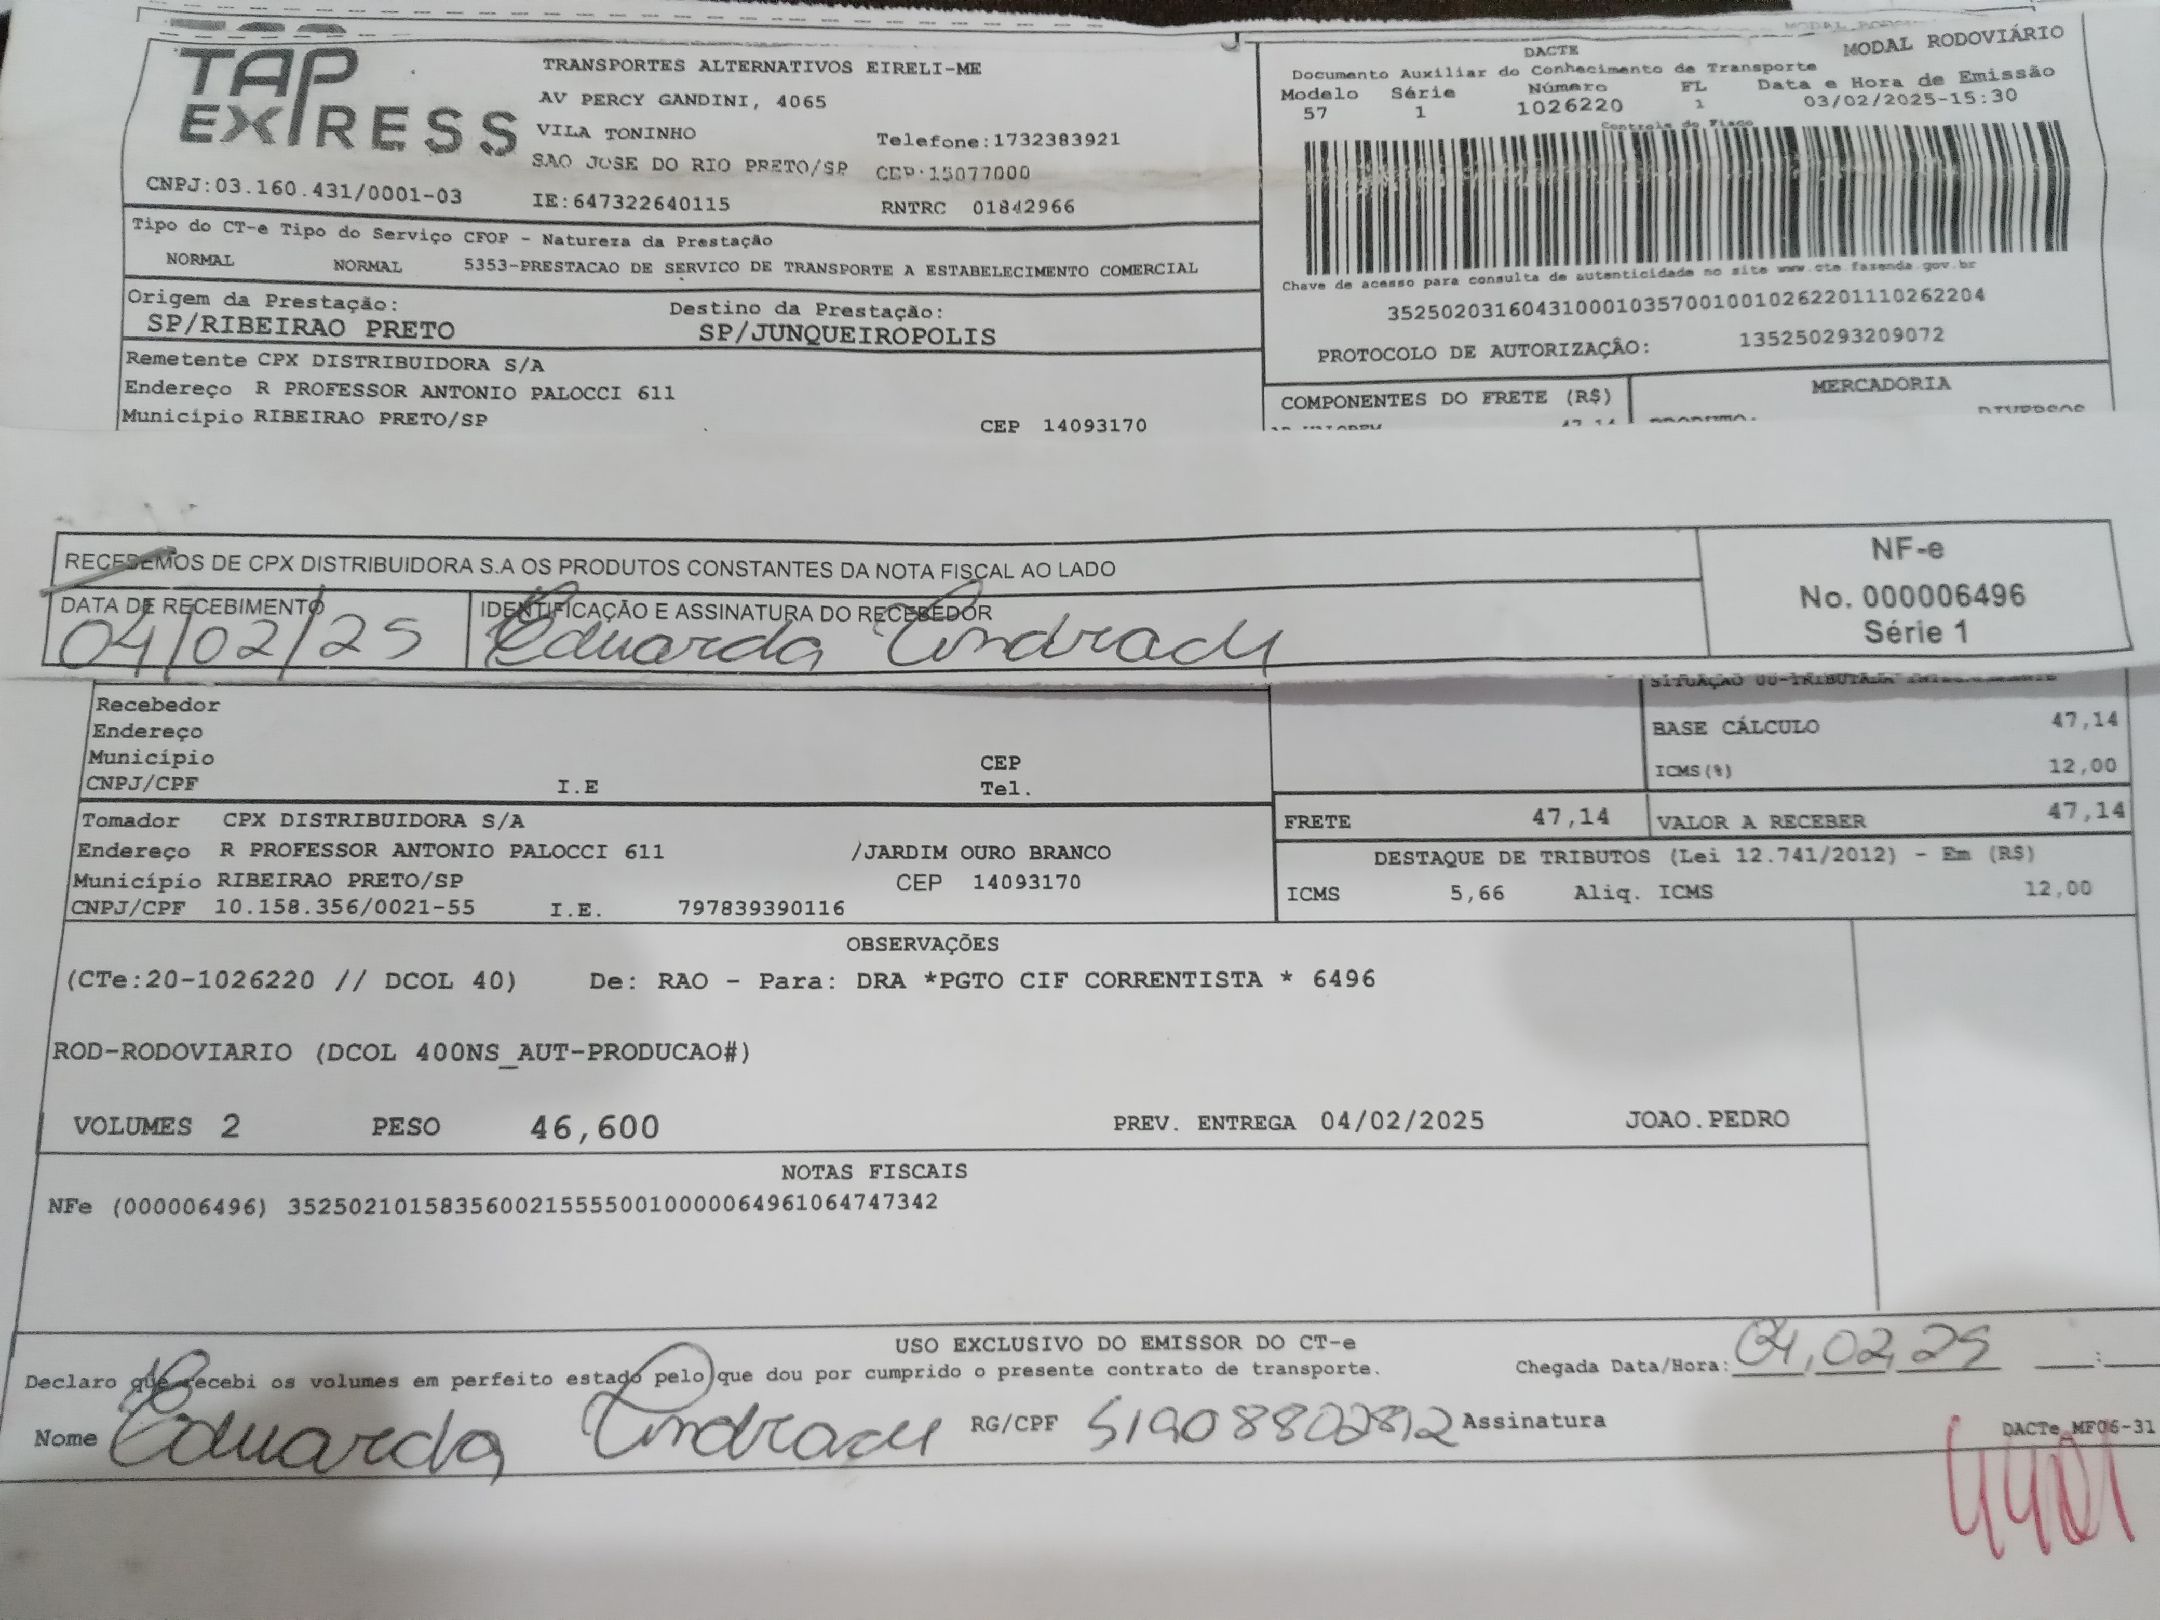 TAP
EXPRESS
TRANSPORTES ALTERNATIVOS EIRELI-ME
AV PERCY GANDINI, 4065
VILA TONINHO
Telefone:1732383921
SAO JOSE DO RIO PRETO/SP CEP:15077000
CNPJ:03.160.431/0001-03 IE:647322640115 RNTRC 01842966
DACTE MODAL RODOVIÁRIO
Documento Auxiliar do Conhecimento de Transporte
Modelo Série Número FL Data e Hora de Emissão
57 1 1026220 1 03/02/2025-15:30
Controle do Fisco
Chave de acesso para consulta de autenticidade no site www.cte.fazenda.gov.br
35250203160431000103570010010262201110262204
PROTOCOLO DE AUTORIZAÇÃO: 135250293209072
Tipo do CT-e Tipo do Serviço CFOP - Natureza da Prestação
NORMAL NORMAL 5353-PRESTACAO DE SERVICO DE TRANSPORTE A ESTABELECIMENTO COMERCIAL
Origem da Prestação: Destino da Prestação:
SP/RIBEIRAO PRETO SP/JUNQUEIROPOLIS
Remetente CPX DISTRIBUIDORA S/A
Endereço R PROFESSOR ANTONIO PALOCCI 611
Município RIBEIRAO PRETO/SP CEP 14093170
COMPONENTES DO FRETE (R$) MERCADORIA
RECEBEMOS DE CPX DISTRIBUIDORA S.A OS PRODUTOS CONSTANTES DA NOTA FISCAL AO LADO
DATA DE RECEBIMENTO IDENTIFICAÇÃO E ASSINATURA DO RECEBEDOR
04/02/25 Eduarda Andrade
NF-e
No. 000006496
Série 1
Recebedor
Endereço
Município CEP
CNPJ/CPF I.E Tel.
BASE CÁLCULO 47,14
ICMS(%) 12,00
FRETE 47,14 VALOR A RECEBER 47,14
Tomador CPX DISTRIBUIDORA S/A
Endereço R PROFESSOR ANTONIO PALOCCI 611 /JARDIM OURO BRANCO
Município RIBEIRAO PRETO/SP CEP 14093170
CNPJ/CPF 10.158.356/0021-55 I.E. 797839390116
DESTAQUE DE TRIBUTOS (Lei 12.741/2012) - Em (R$)
ICMS 5,66 Aliq. ICMS 12,00
OBSERVAÇÕES
(CTe:20-1026220 // DCOL 40) De: RAO - Para: DRA *PGTO CIF CORRENTISTA * 6496
ROD-RODOVIARIO (DCOL 400NS_AUT-PRODUCAO#)
VOLUMES 2 PESO 46,600 PREV. ENTREGA 04/02/2025 JOAO.PEDRO
NOTAS FISCAIS
NFe (000006496) 35250210158356002155550010000064961064747342
USO EXCLUSIVO DO EMISSOR DO CT-e
Declaro que recebi os volumes em perfeito estado pelo que dou por cumprido o presente contrato de transporte. Chegada Data/Hora: 04,02,25 :
Nome Eduarda Andrade RG/CPF 51908802812 Assinatura
DACTe MF06-31